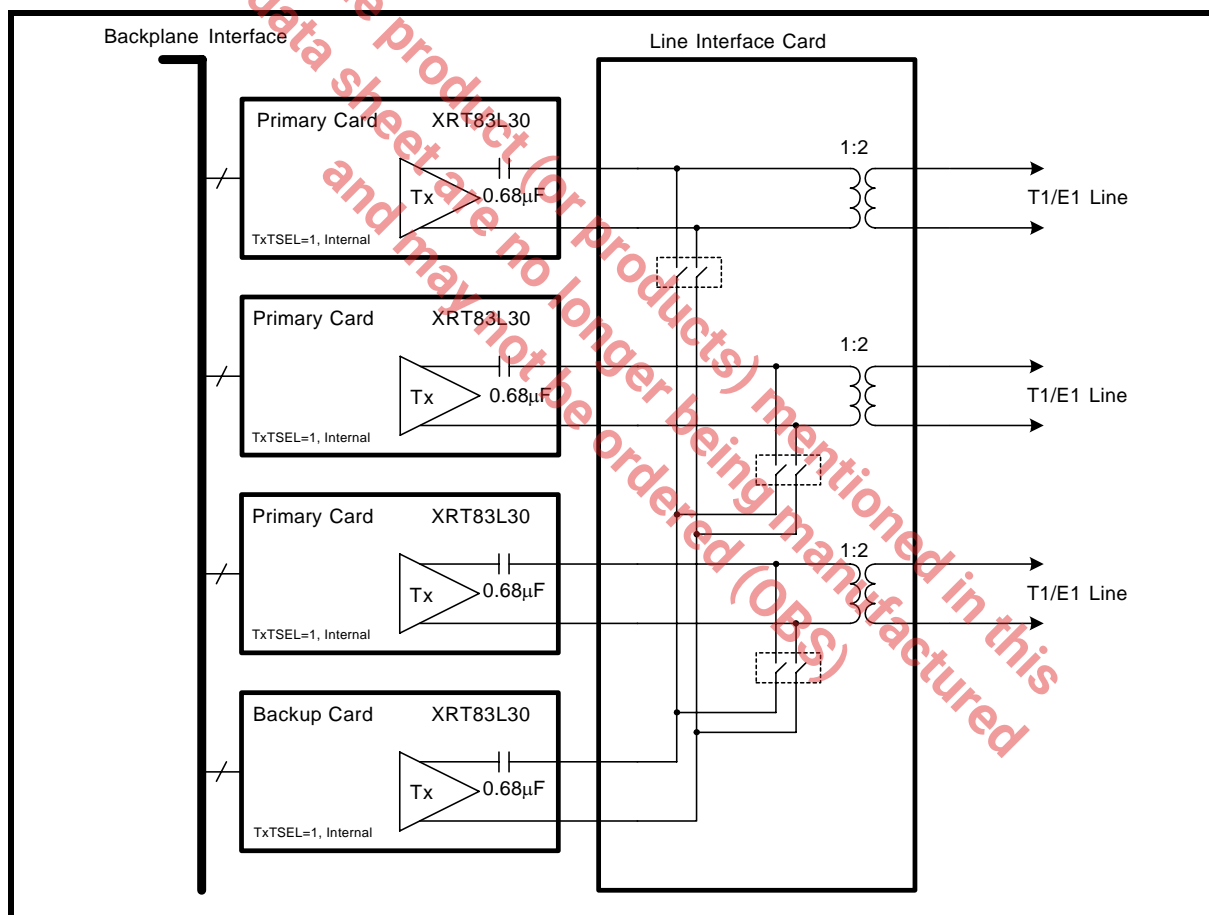 Backplane Interface
Line Interface Card
Primary Card XRT83L30
Tx
0.68μF
TxTSEL=1, Internal
1:2
T1/E1 Line
Primary Card XRT83L30
Tx
0.68μF
TxTSEL=1, Internal
1:2
T1/E1 Line
Primary Card XRT83L30
Tx
0.68μF
TxTSEL=1, Internal
1:2
T1/E1 Line
Backup Card XRT83L30
Tx
0.68μF
TxTSEL=1, Internal
product (or products) mentioned in this
data sheet are no longer being manufactured
and may not be ordered (OBS)